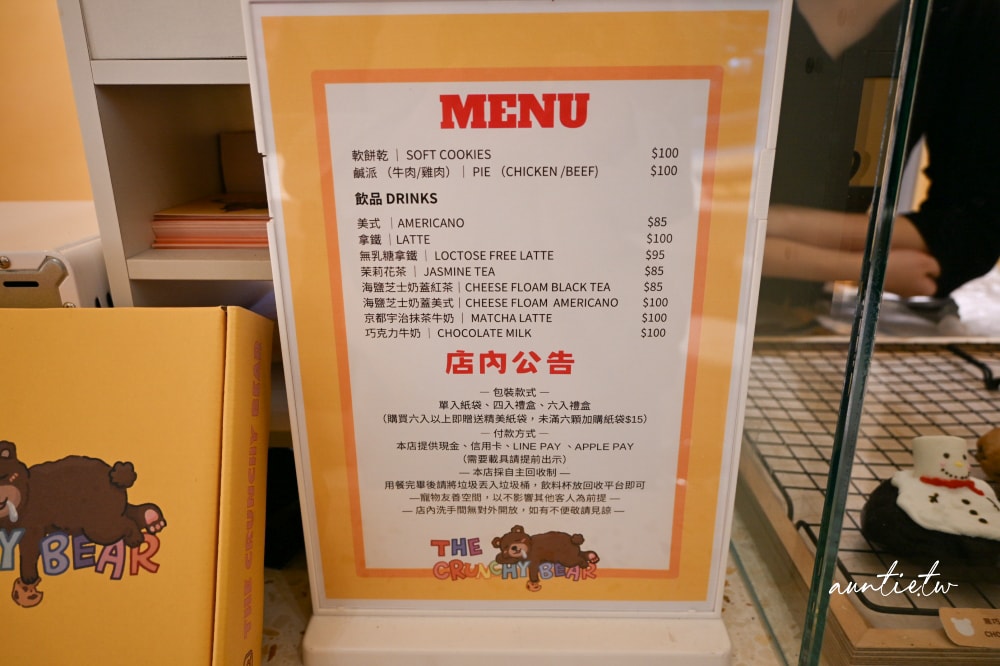 MENU
軟餅乾 | SOFT COOKIES $100
鹹派 (牛肉/雞肉) | PIE (CHICKEN /BEEF) $100
飲品 DRINKS
美式 | AMERICANO $85
拿鐵 | LATTE $100
無乳糖拿鐵 | LOCTOSE FREE LATTE $95
茉莉花茶 | JASMINE TEA $85
海鹽芝士奶蓋紅茶 | CHEESE FLOAM BLACK TEA $85
海鹽芝士奶蓋美式 | CHEESE FLOAM AMERICANO $100
京都宇治抹茶牛奶 | MATCHA LATTE $100
巧克力牛奶 | CHOCOLATE MILK $100
店內公告
— 包裝款式 —
單入紙袋、四入禮盒、六入禮盒
(購買六入以上即贈送精美紙袋,未滿六顆加購紙袋$15)
— 付款方式 —
本店提供現金、信用卡、LINE PAY 、APPLE PAY
(需要載具請提前出示)
— 本店採自主回收制 —
用餐完畢後請將垃圾丟入垃圾桶,飲料杯放回收平台即可
—寵物友善空間,以不影響其他客人為前提 —
— 店內洗手間無對外開放,如有不便敬請見諒 —
THE
CRUNCHY BEAR
HY BEAR
THE CRUNCHY BEAR
auntie.tw